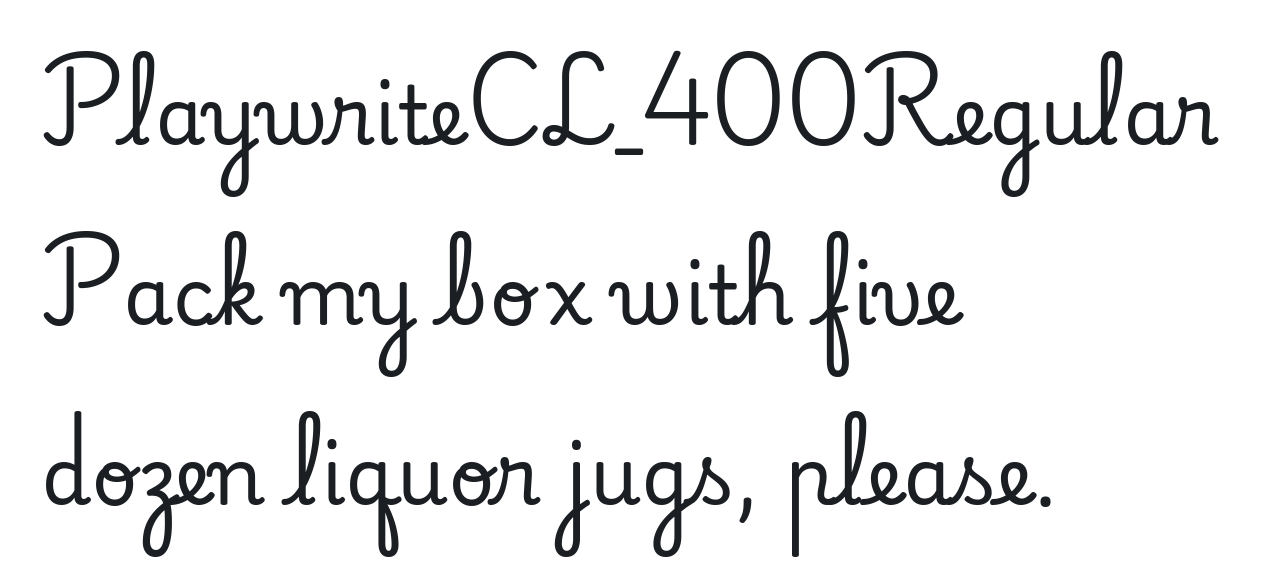 PlaywriteCL_400Regular
Pack my box with five
dozen liquor jugs, please.